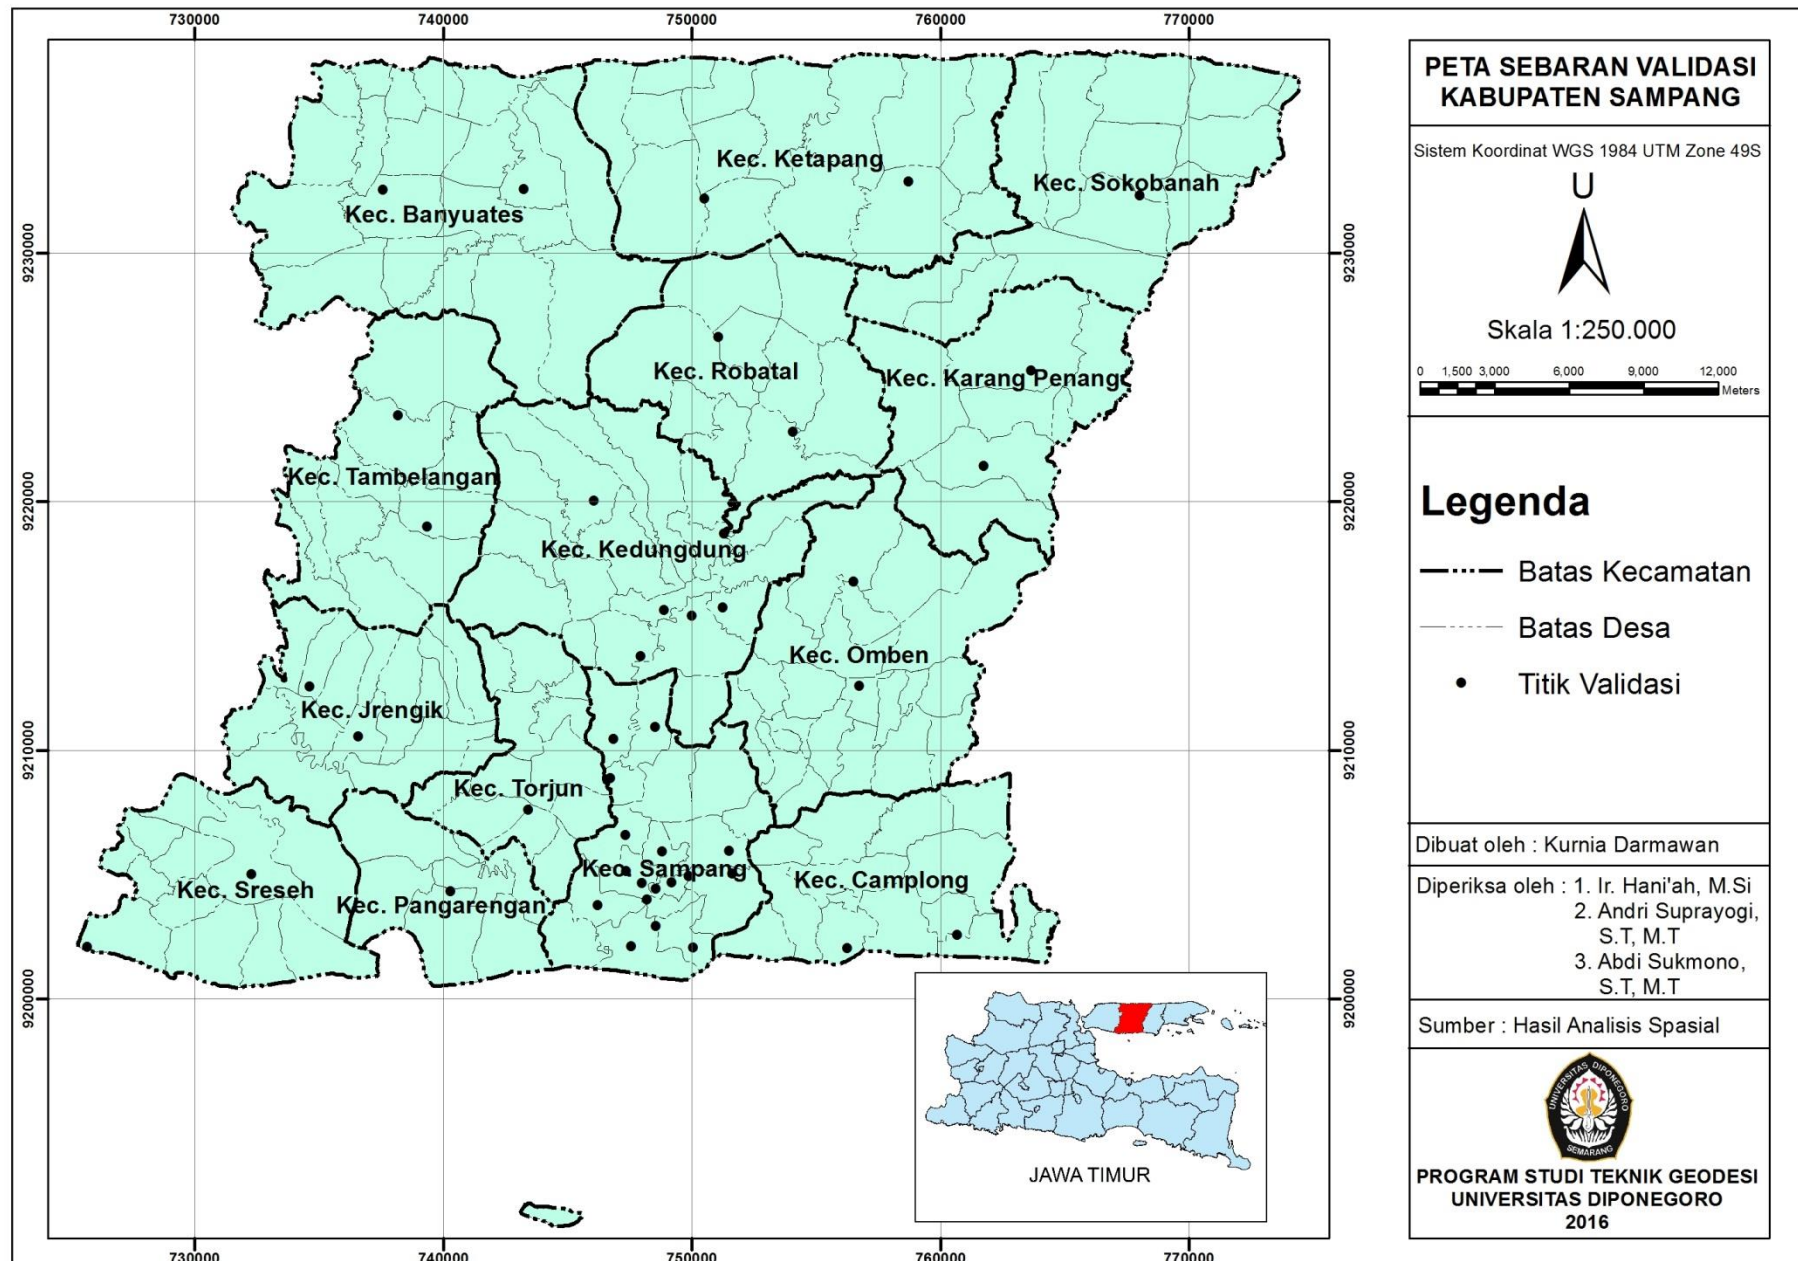 730000
740000
750000
760000
770000
9230000
9220000
9210000
9200000
Kec. Ketapang
Kec. Sokobanah
Kec. Banyuates
Kec. Robatal
Kec. Karang Penang
Kec. Tambelangan
Kec. Kedungdung
Kec. Omben
Kec. Jrengik
Kec. Torjun
Kec. Sampang
Kec. Camplong
Kec. Sreseh
Kec. Pangarengan
9230000
9220000
9210000
9200000
730000
740000
750000
760000
770000
JAWA TIMUR
PETA SEBARAN VALIDASI
KABUPATEN SAMPANG
Sistem Koordinat WGS 1984 UTM Zone 49S
U
Skala 1:250.000
0 1,500 3,000 6,000 9,000 12,000
Meters
Legenda
Batas Kecamatan
Batas Desa
Titik Validasi
Dibuat oleh : Kurnia Darmawan
Diperiksa oleh : 1. Ir. Hani'ah, M.Si
2. Andri Suprayogi,
S.T, M.T
3. Abdi Sukmono,
S.T, M.T
Sumber : Hasil Analisis Spasial
UNIVERSITAS DIPONEGORO
SEMARANG
PROGRAM STUDI TEKNIK GEODESI
UNIVERSITAS DIPONEGORO
2016